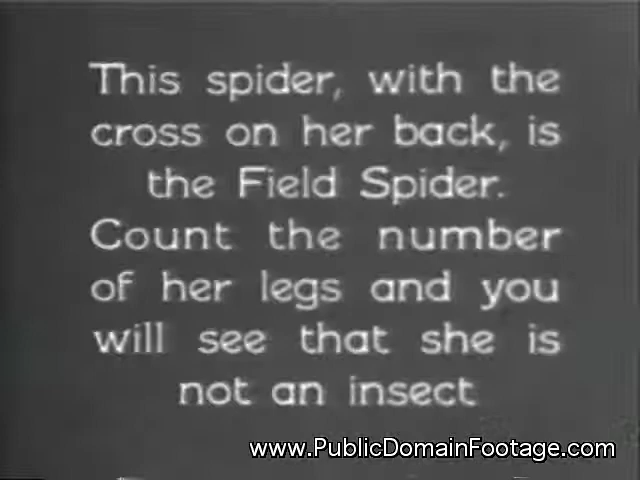 This spider, with the
cross on her back, is
the Field Spider.
Count the number
of her legs and you
will see that she is
not an insect
www.PublicDomainFootage.com